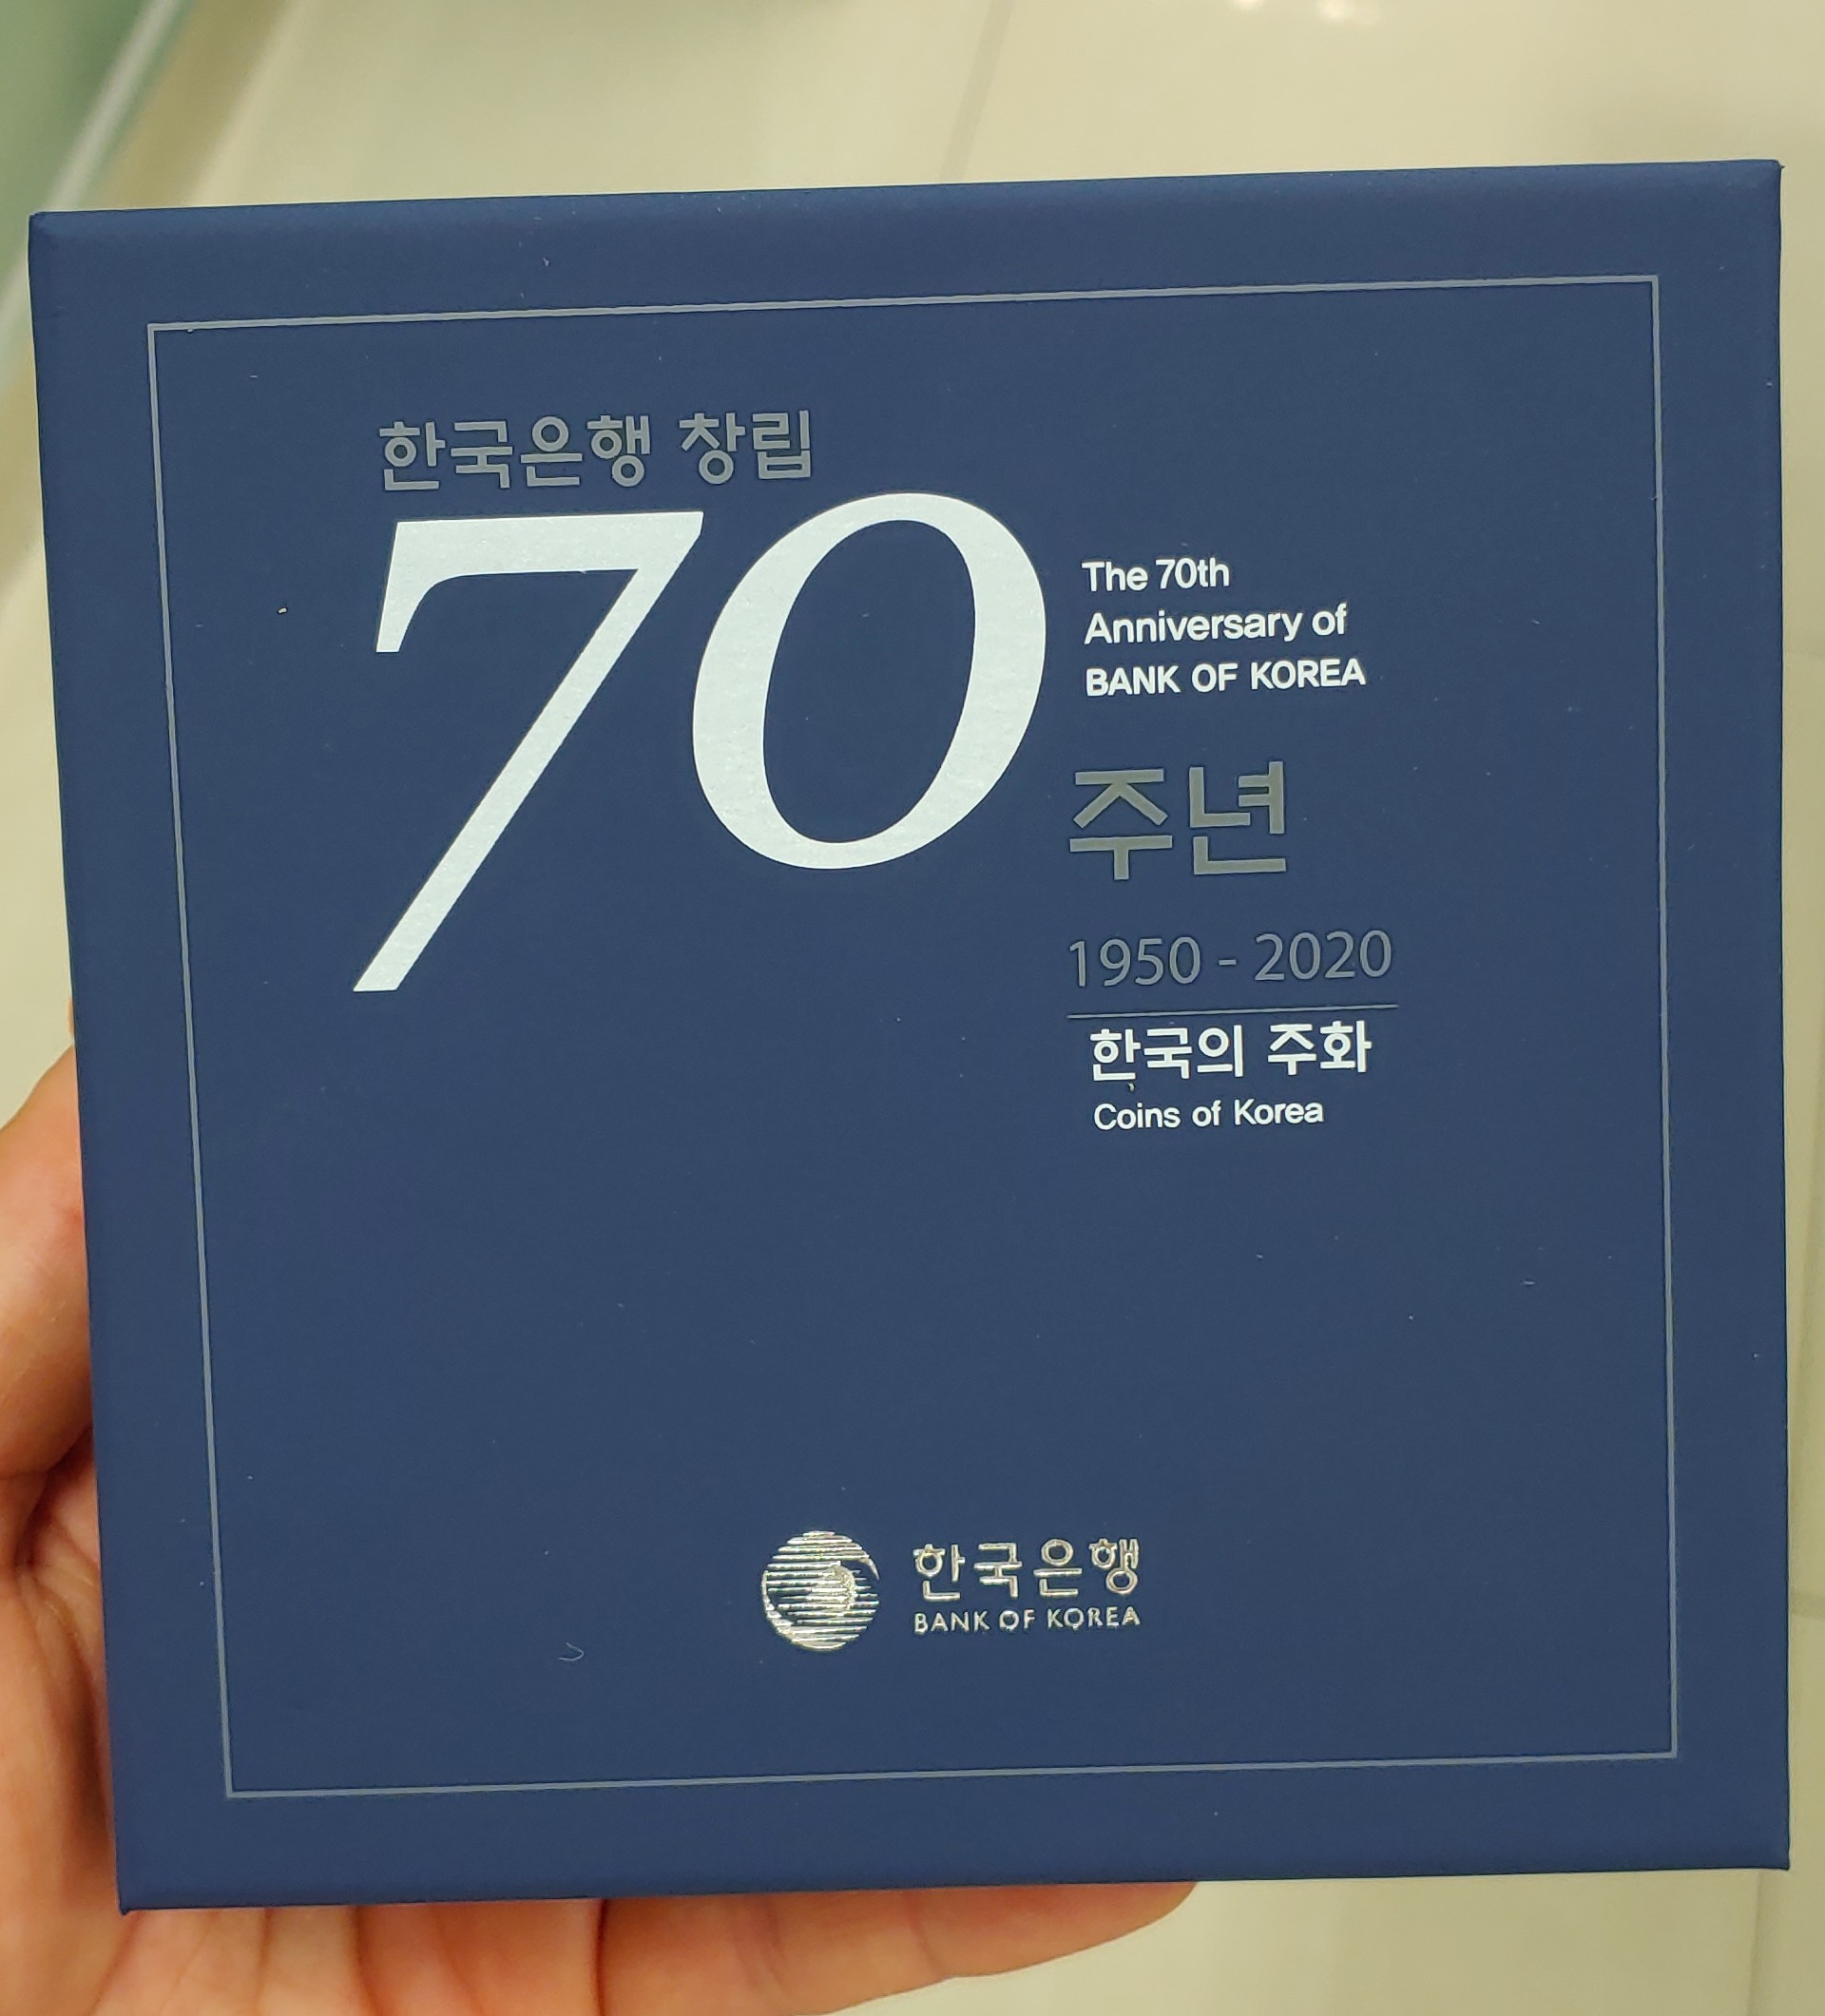 한국은행 창립
70
The 70th
Anniversary of
BANK OF KOREA
주년
1950 - 2020
한국의 주화
Coins of Korea
한국은행
BANK OF KOREA